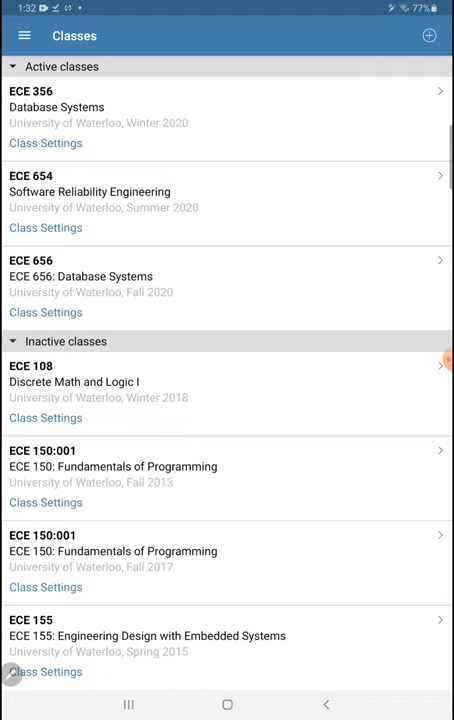 1:32
77%
Classes
Active classes
ECE 356
Database Systems
University of Waterloo, Winter 2020
Class Settings
ECE 654
Software Reliability Engineering
University of Waterloo, Summer 2020
Class Settings
ECE 656
ECE 656: Database Systems
University of Waterloo, Fall 2020
Class Settings
Inactive classes
ECE 108
Discrete Math and Logic I
University of Waterloo, Winter 2018
Class Settings
ECE 150:001
ECE 150: Fundamentals of Programming
University of Waterloo, Fall 2013
Class Settings
ECE 150:001
ECE 150: Fundamentals of Programming
University of Waterloo, Fall 2017
Class Settings
ECE 155
ECE 155: Engineering Design with Embedded Systems
University of Waterloo, Spring 2015
Class Settings